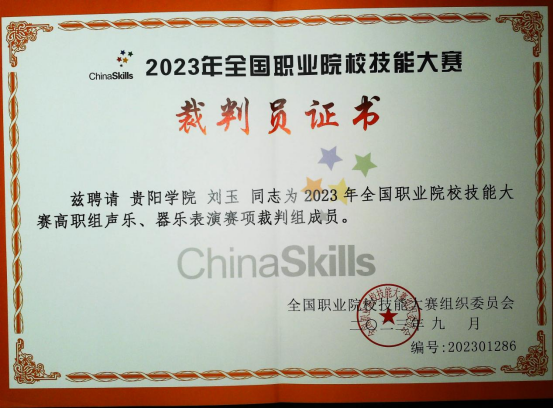 ChinaSkills
2023年全国职业院校技能大赛
裁判员证书
兹聘请 贵阳学院 刘玉 同志为2023年全国职业院校技能大
赛高职组声乐、器乐表演赛项裁判组成员。
ChinaSkills
全国职业院校技能大赛组织委员会
二〇二三年九 月
编号:202301286